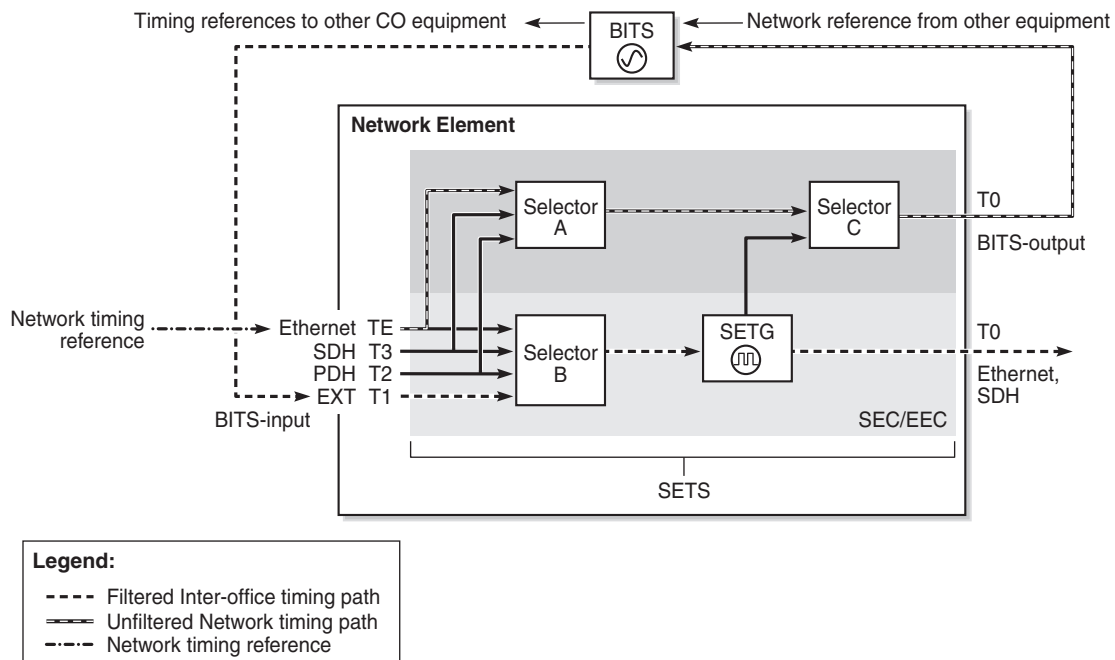 Timing references to other CO equipment
BITS
Network reference from other equipment
Network Element
Selector
A
Selector
C
T0
BITS-output
Network timing
reference
Ethernet TE
SDH T3
PDH T2
EXT T1
BITS-input
Selector
B
SETG
T0
Ethernet,
SDH
SEC/EEC
SETS
Legend:
Filtered Inter-office timing path
Unfiltered Network timing path
Network timing reference